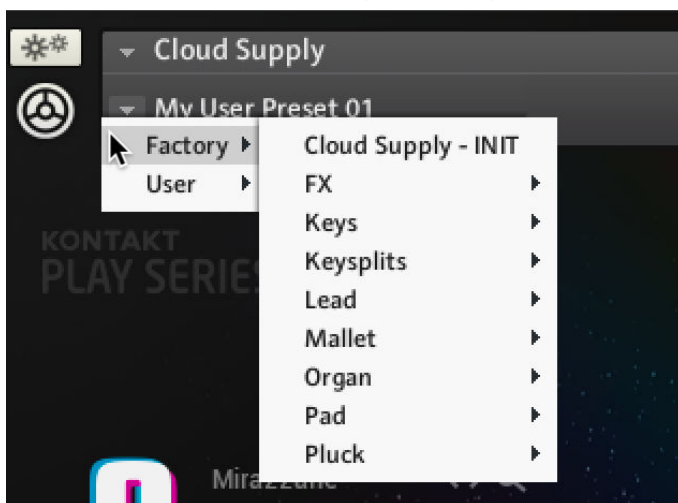 Cloud Supply
My User Preset 01
Factory
User
Cloud Supply - INIT
FX
Keys
Keysplits
Lead
Mallet
Organ
Pad
Pluck
KONTAKT
PLAY SERIES